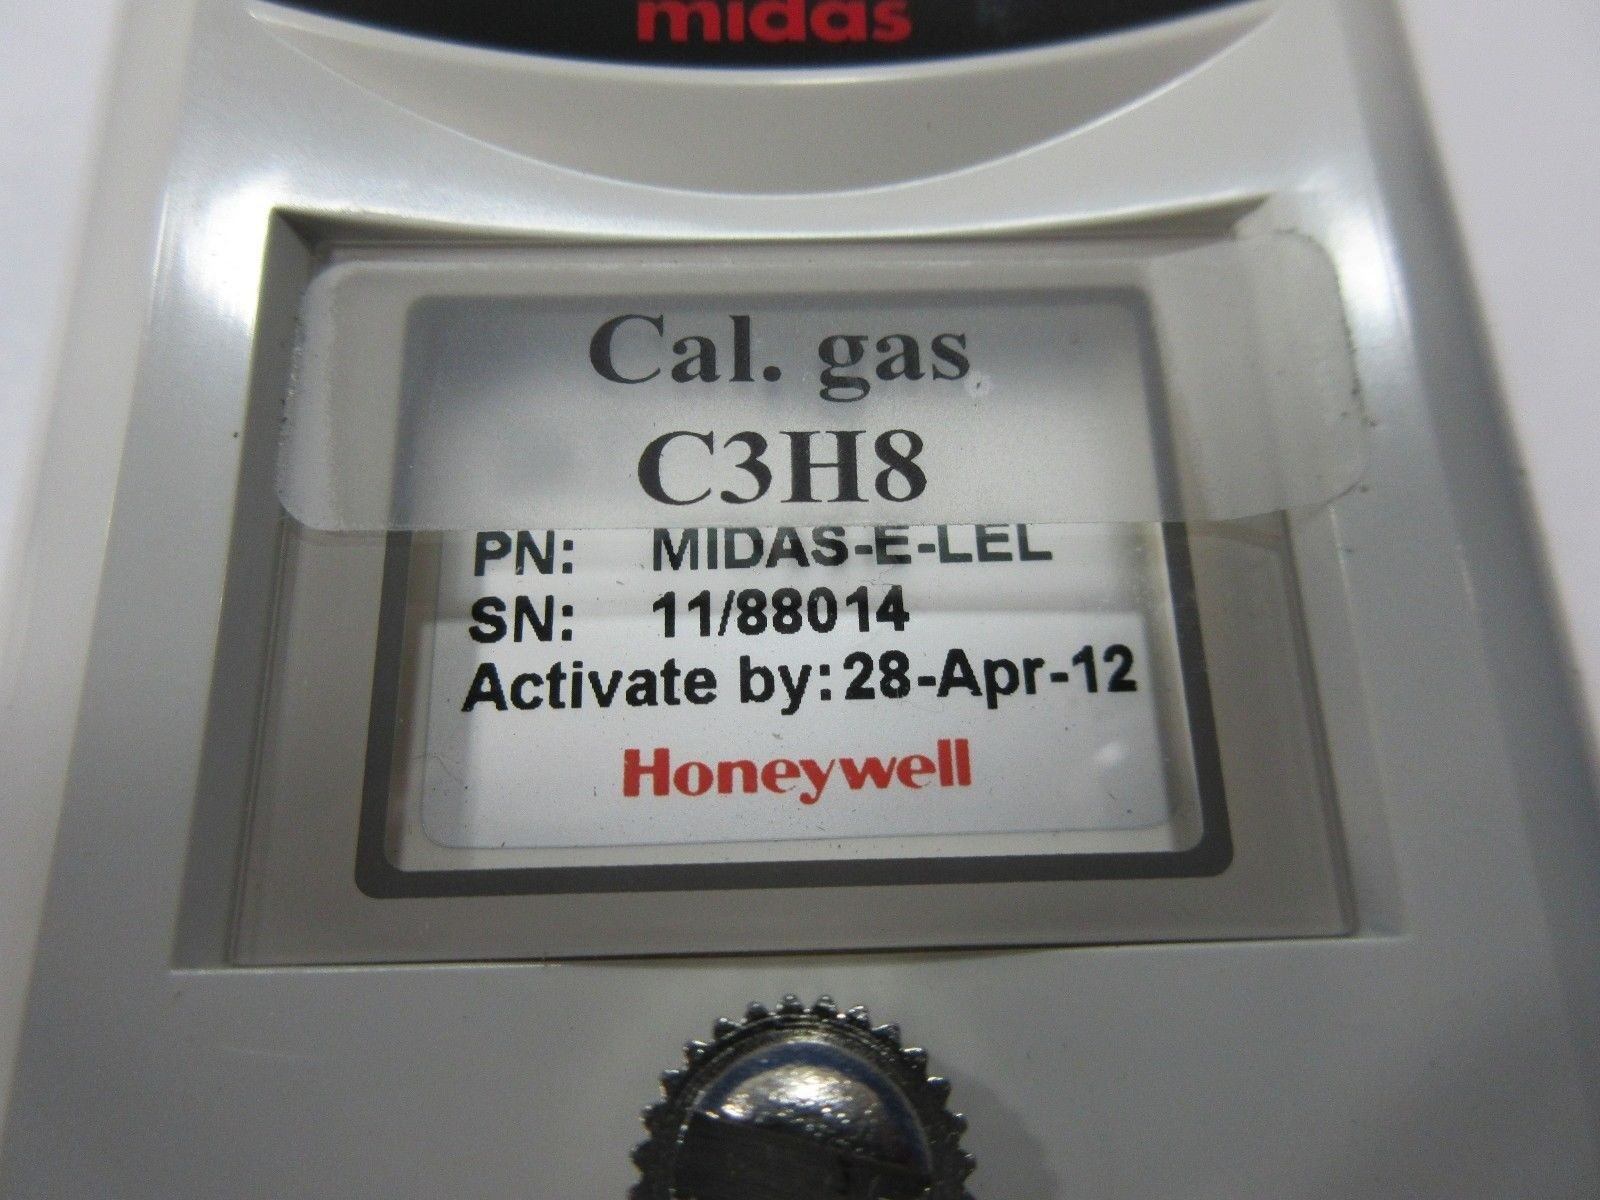 midas
Cal. gas
C3H8
PN: MIDAS-E-LEL
SN: 11/88014
Activate by: 28-Apr-12
Honeywell